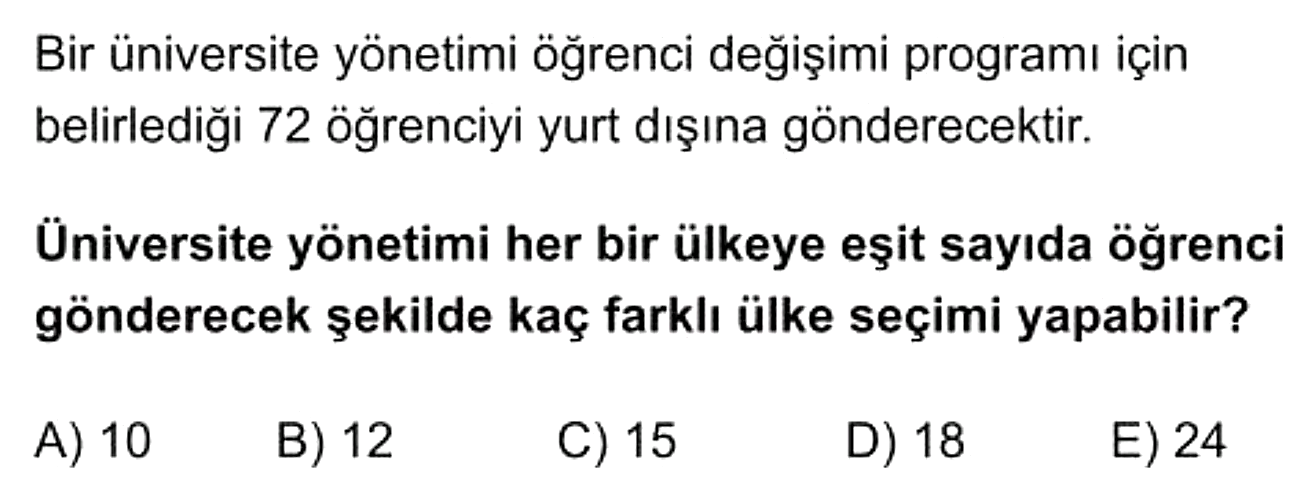 Bir üniversite yönetimi öğrenci değişimi programı için
belirlediği 72 öğrenciyi yurt dışına gönderecektir.
Üniversite yönetimi her bir ülkeye eşit sayıda öğrenci
gönderecek şekilde kaç farklı ülke seçimi yapabilir?
A) 10 B) 12 C) 15 D) 18 E) 24